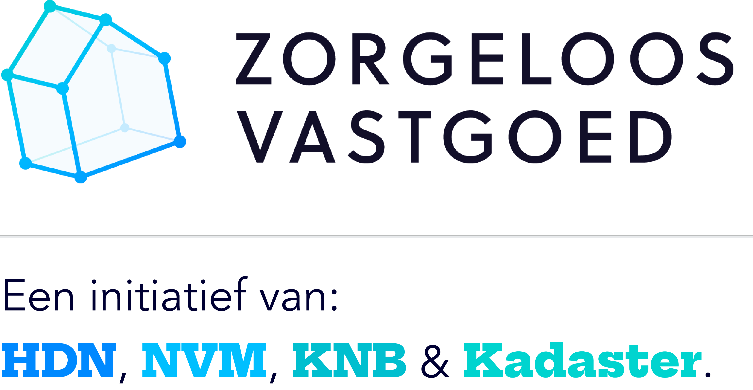 ZORGELOOS
VASTGOED
Een initiatief van:
HDN, NVM, KNB & Kadaster.